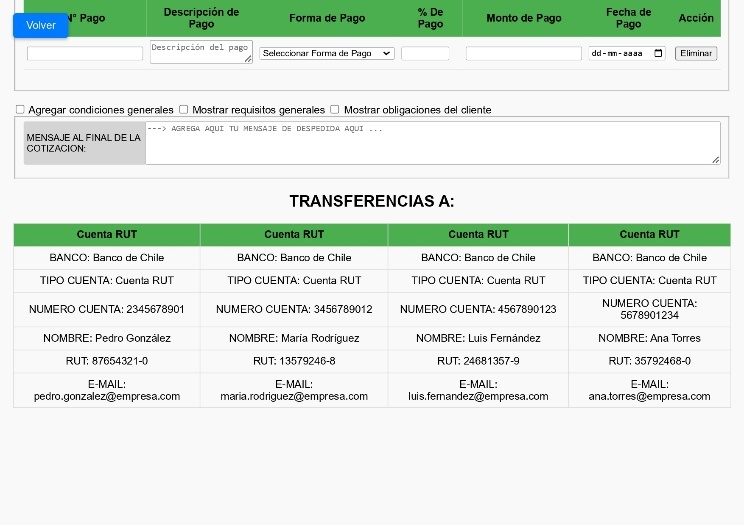 Volver
N° Pago Descripción de Pago Forma de Pago % De Pago Monto de Pago Fecha de Pago Acción
Descripción del pago Seleccionar Forma de Pago dd-mm-aaaa Eliminar
Agregar condiciones generales Mostrar requisitos generales Mostrar obligaciones del cliente
MENSAJE AL FINAL DE LA COTIZACION: ---> AGREGA AQUI TU MENSAJE DE DESPEDIDA AQUI ...
TRANSFERENCIAS A:
Cuenta RUT Cuenta RUT Cuenta RUT Cuenta RUT
BANCO: Banco de Chile BANCO: Banco de Chile BANCO: Banco de Chile BANCO: Banco de Chile
TIPO CUENTA: Cuenta RUT TIPO CUENTA: Cuenta RUT TIPO CUENTA: Cuenta RUT TIPO CUENTA: Cuenta RUT
NUMERO CUENTA: 2345678901 NUMERO CUENTA: 3456789012 NUMERO CUENTA: 4567890123 NUMERO CUENTA: 5678901234
NOMBRE: Pedro González NOMBRE: María Rodríguez NOMBRE: Luis Fernández NOMBRE: Ana Torres
RUT: 87654321-0 RUT: 13579246-8 RUT: 24681357-9 RUT: 35792468-0
E-MAIL: pedro.gonzalez@empresa.com E-MAIL: maria.rodriguez@empresa.com E-MAIL: luis.fernandez@empresa.com E-MAIL: ana.torres@empresa.com